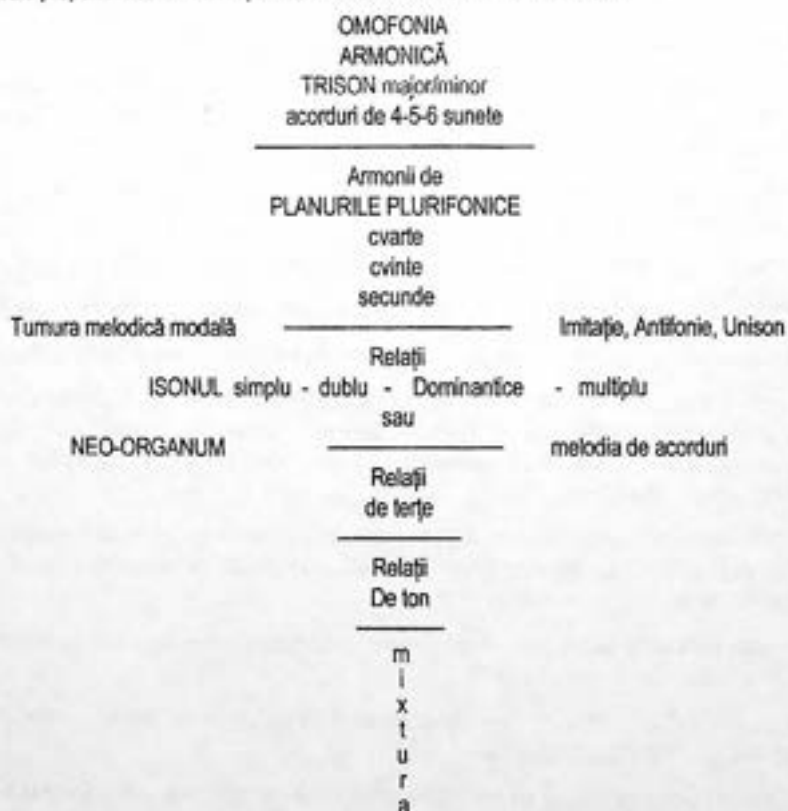 OMOFONIA
ARMONICĂ
TRISON major/minor
acorduri de 4-5-6 sunete
Armonii de
PLANURILE PLURIFONICE
cvarte
cvinte
secunde
Turnura melodică modală Imitaţie, Antifonie, Unison
Relaţii
ISONUL simplu - dublu - Dominantice - multiplu
sau
NEO-ORGANUM melodia de acorduri
Relaţii
de terţe
Relaţii
De ton
m
i
x
t
u
r
a